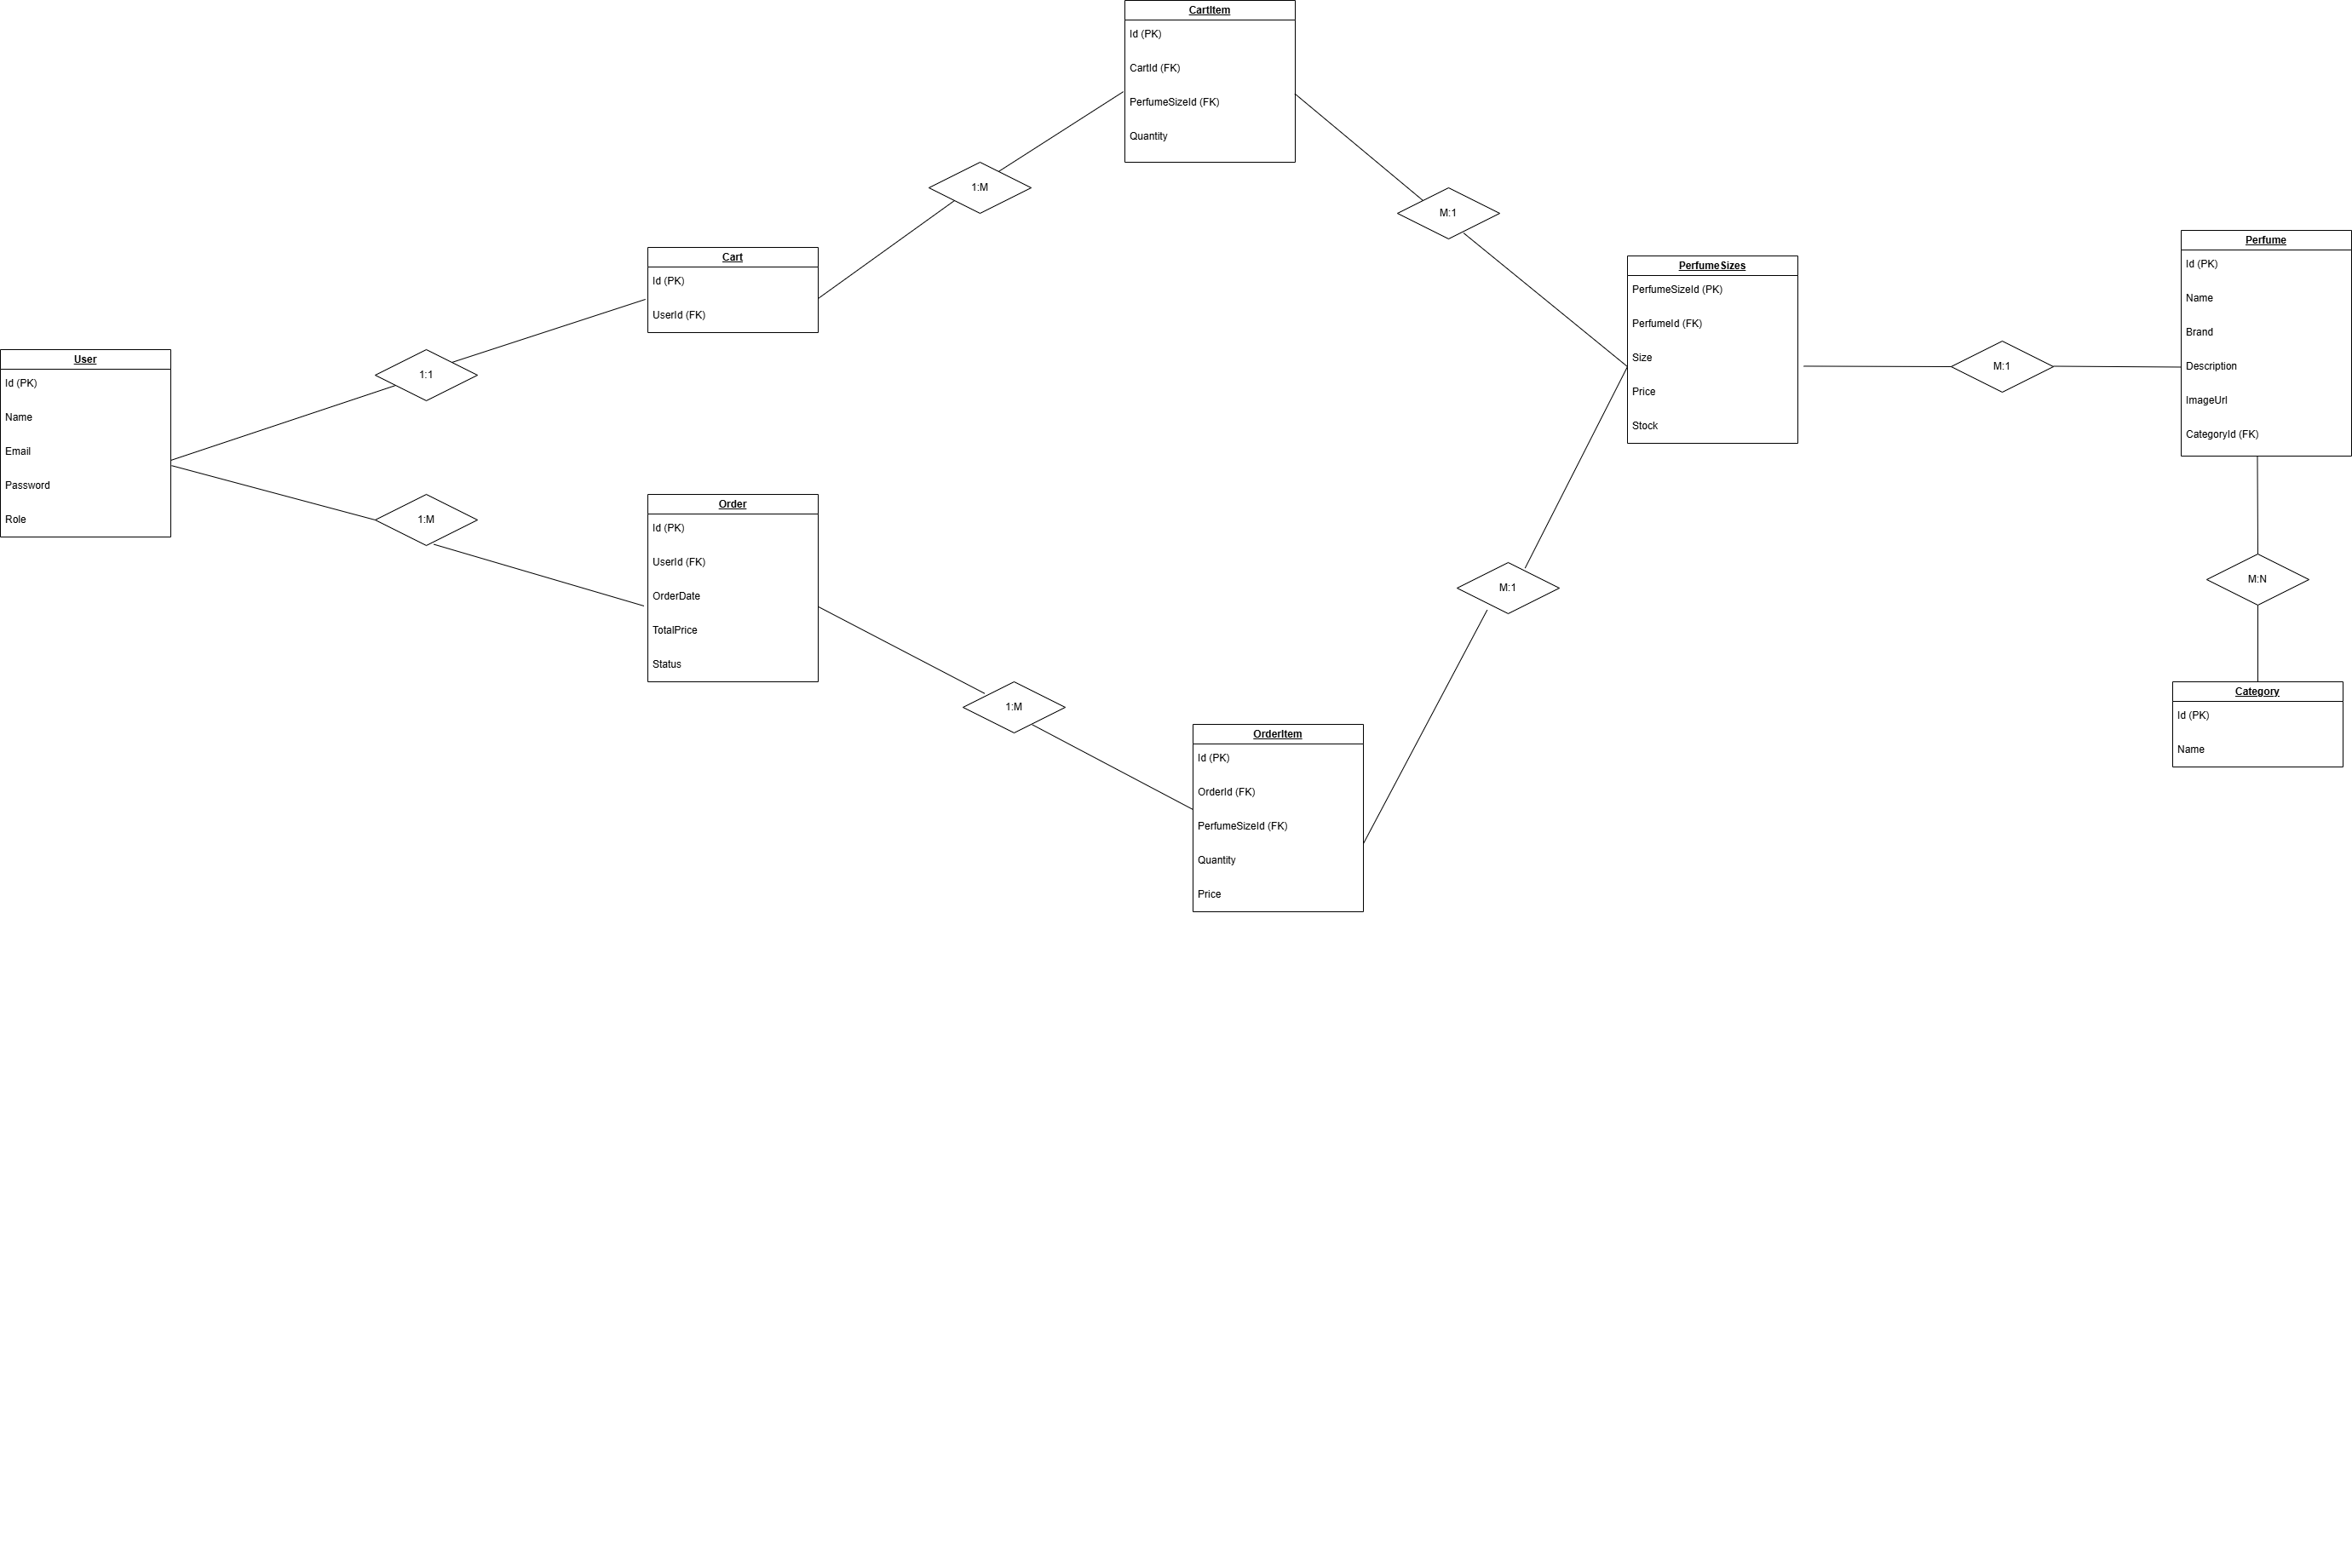 CartItem
Id (PK)
CartId (FK)
PerfumeSizeId (FK)
Quantity
1:M
M:1
Cart
Id (PK)
UserId (FK)
1:1
User
Id (PK)
Name
Email
Password
Role
1:M
Order
Id (PK)
UserId (FK)
OrderDate
TotalPrice
Status
1:M
OrderItem
Id (PK)
OrderId (FK)
PerfumeSizeId (FK)
Quantity
Price
M:1
PerfumeSizes
PerfumeSizeId (PK)
PerfumeId (FK)
Size
Price
Stock
M:1
Perfume
Id (PK)
Name
Brand
Description
ImageUrl
CategoryId (FK)
M:N
Category
Id (PK)
Name